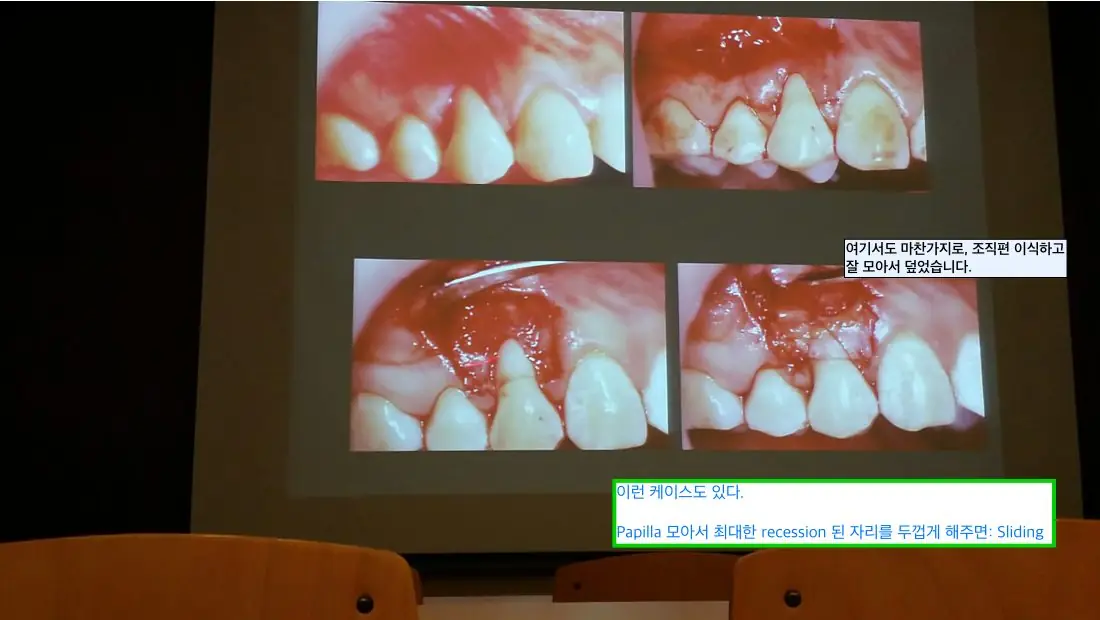 여기서도 마찬가지로, 조직편 이식하고
잘 모아서 덮었습니다.
이런 케이스도 있다.
Papilla 모아서 최대한 recession 된 자리를 두껍게 해주면: Sliding